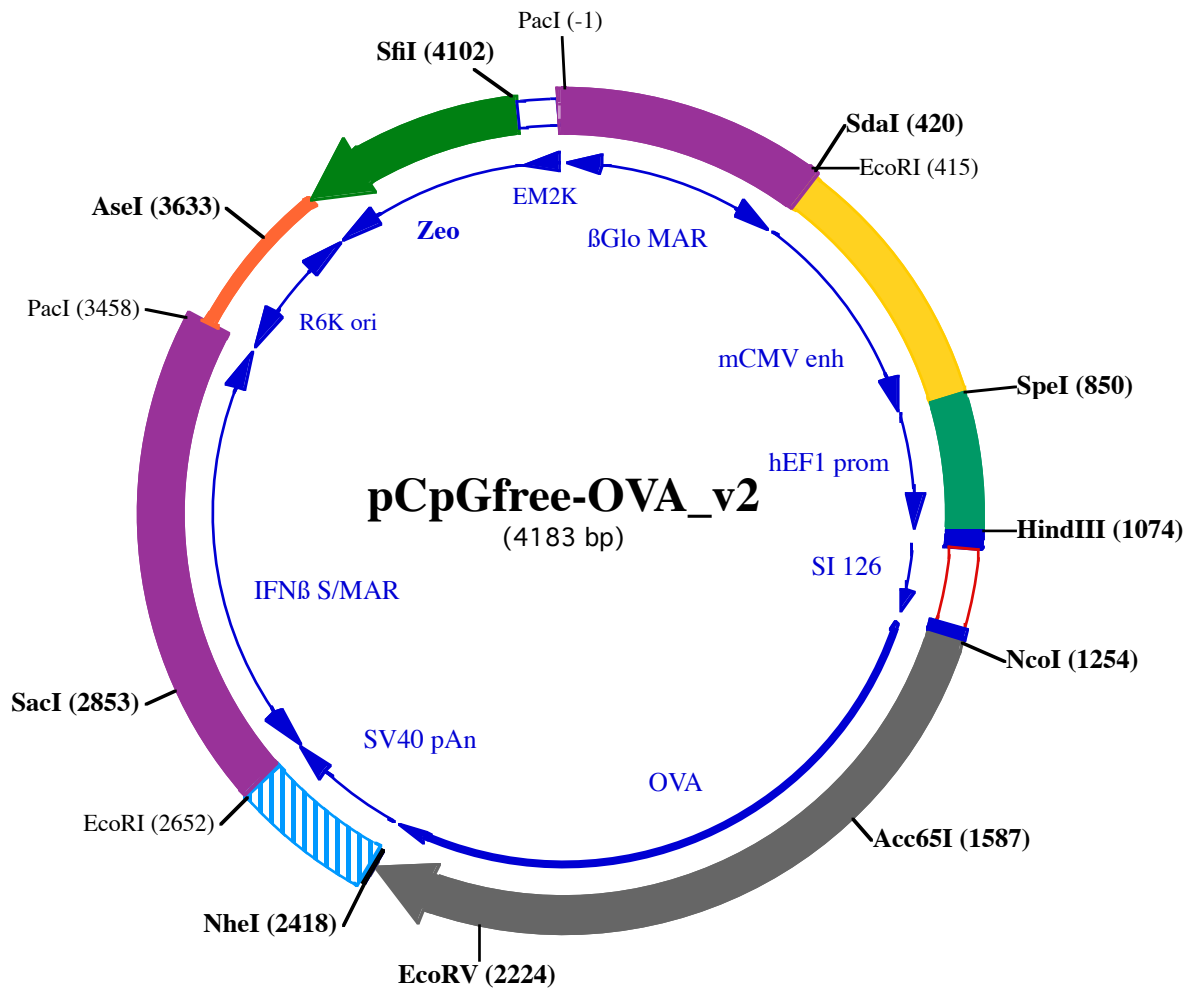 PacI (-1)
SfiI (4102)
SdaI (420)
EcoRI (415)
EM2K
AseI (3633)
Zeo
ßGlo MAR
PacI (3458)
R6K ori
mCMV enh
SpeI (850)
hEF1 prom
pCpGfree-OVA_v2
(4183 bp)
HindIII (1074)
SI 126
IFNß S/MAR
NcoI (1254)
SacI (2853)
SV40 pAn
OVA
EcoRI (2652)
Acc65I (1587)
NheI (2418)
EcoRV (2224)